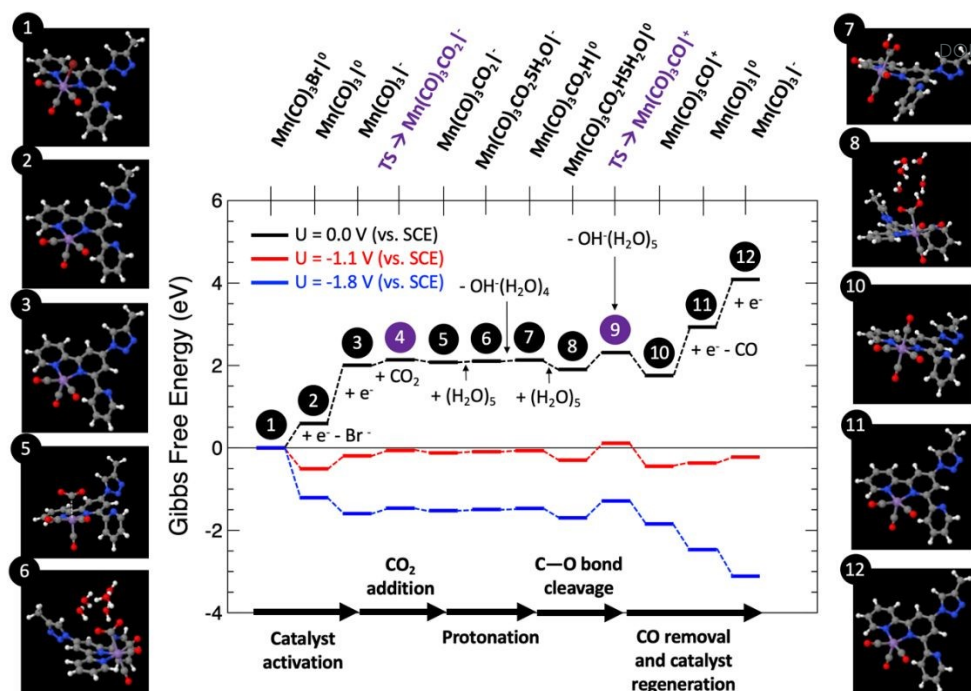 1
2
3
5
6
Mn(CO)₃Br|⁰
Mn(CO)₃|⁰
Mn(CO)₃|⁻
TS → Mn(CO)₃CO₂|⁻
Mn(CO)₃CO₂|⁻
Mn(CO)₃CO₂5H₂O|⁻
Mn(CO)₃CO₂H|⁰
Mn(CO)₃CO₂H5H₂O|⁰
TS → Mn(CO)₃CO|⁺
Mn(CO)₃CO|⁺
Mn(CO)₃|⁰
Mn(CO)₃|⁻
Gibbs Free Energy (eV)
6
4
2
0
-2
-4
U = 0.0 V (vs. SCE)
U = -1.1 V (vs. SCE)
U = -1.8 V (vs. SCE)
- OH⁻(H₂O)₅
- OH⁻(H₂O)₄
1
2
3
4
5
6
7
8
9
10
11
12
+ e⁻ - Br⁻
+ e⁻
+ CO₂
+ (H₂O)₅
+ (H₂O)₅
+ e⁻ - CO
+ e⁻
CO₂
addition
C—O bond
cleavage
Catalyst
activation
Protonation
CO removal
and catalyst
regeneration
7
8
10
11
12